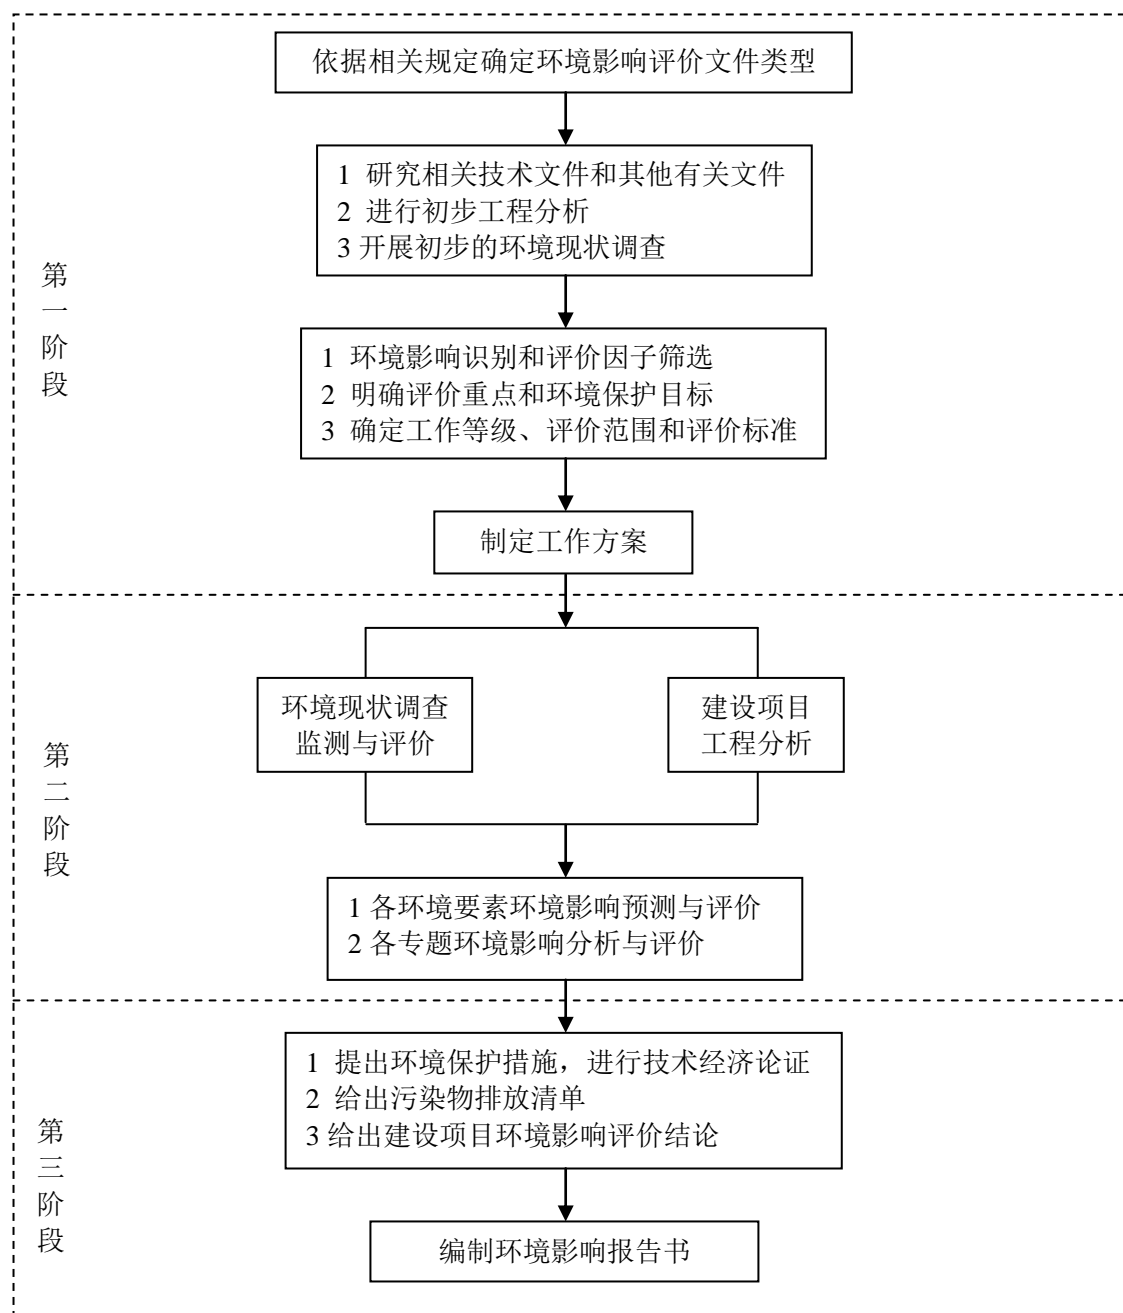 依据相关规定确定环境影响评价文件类型
1 研究相关技术文件和其他有关文件
2 进行初步工程分析
3 开展初步的环境现状调查
第一阶段
1 环境影响识别和评价因子筛选
2 明确评价重点和环境保护目标
3 确定工作等级、评价范围和评价标准
制定工作方案
环境现状调查
监测与评价
建设项目
工程分析
第二阶段
1 各环境要素环境影响预测与评价
2 各专题环境影响分析与评价
1 提出环境保护措施，进行技术经济论证
2 给出污染物排放清单
3 给出建设项目环境影响评价结论
第三阶段
编制环境影响报告书